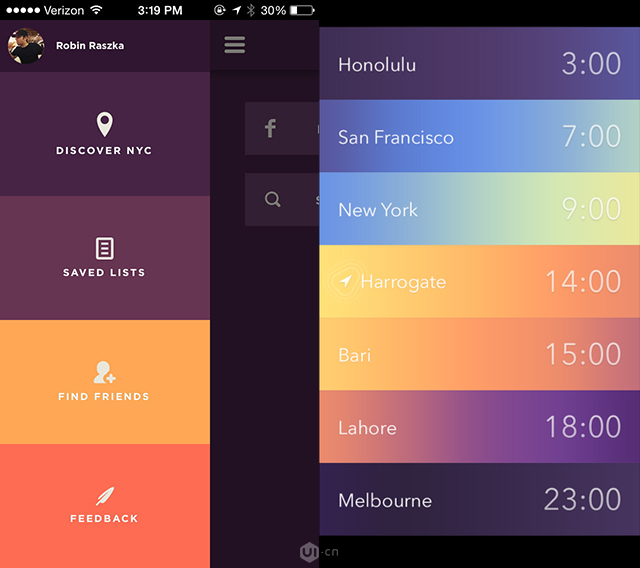 Verizon 3:19 PM 30%
Robin Raszka
DISCOVER NYC
SAVED LISTS
FIND FRIENDS
FEEDBACK
Honolulu 3:00
San Francisco 7:00
New York 9:00
Harrogate 14:00
Bari 15:00
Lahore 18:00
Melbourne 23:00
UI·cn